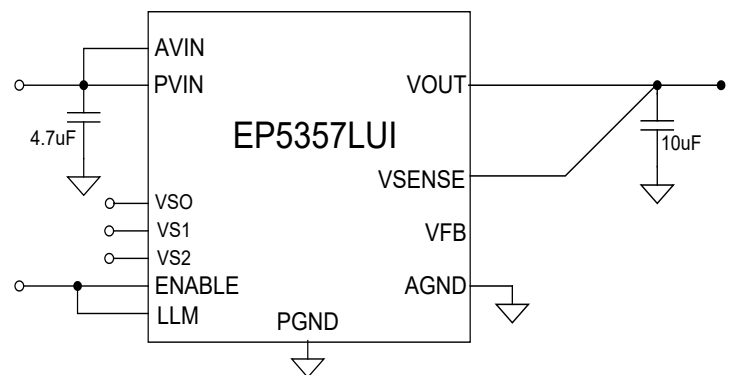 AVIN
PVIN
VOUT
4.7uF
EP5357LUI
10uF
VSENSE
VSO
VS1
VFB
VS2
ENABLE
AGND
LLM
PGND